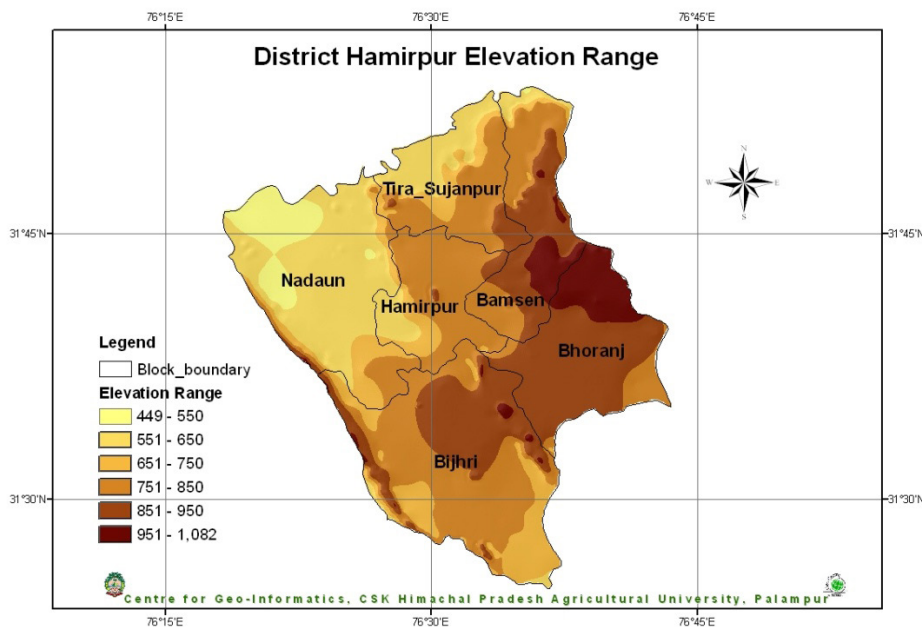 76°15'E 76°30'E 76°45'E
District Hamirpur Elevation Range
N
W E
S
Tira_Sujanpur
31°45'N 31°45'N
Nadaun
Hamirpur Bamsen
Bhoranj
Legend
Block_boundary
Elevation Range
449 - 550
551 - 650
651 - 750
751 - 850
851 - 950
951 - 1,082
Bijhri
31°30'N 31°30'N
Centre for Geo-Informatics, CSK Himachal Pradesh Agricultural University, Palampur
76°15'E 76°30'E 76°45'E